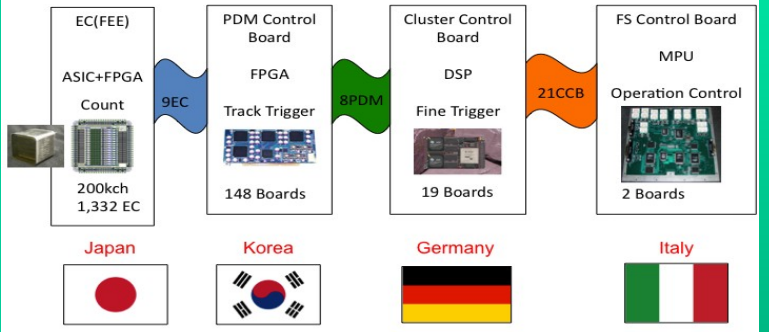 EC(FEE)
ASIC+FPGA
Count
200kch
1,332 EC
9EC
PDM Control
Board
FPGA
Track Trigger
148 Boards
8PDM
Cluster Control
Board
DSP
Fine Trigger
19 Boards
21CCB
FS Control Board
MPU
Operation Control
2 Boards
Japan
Korea
Germany
Italy